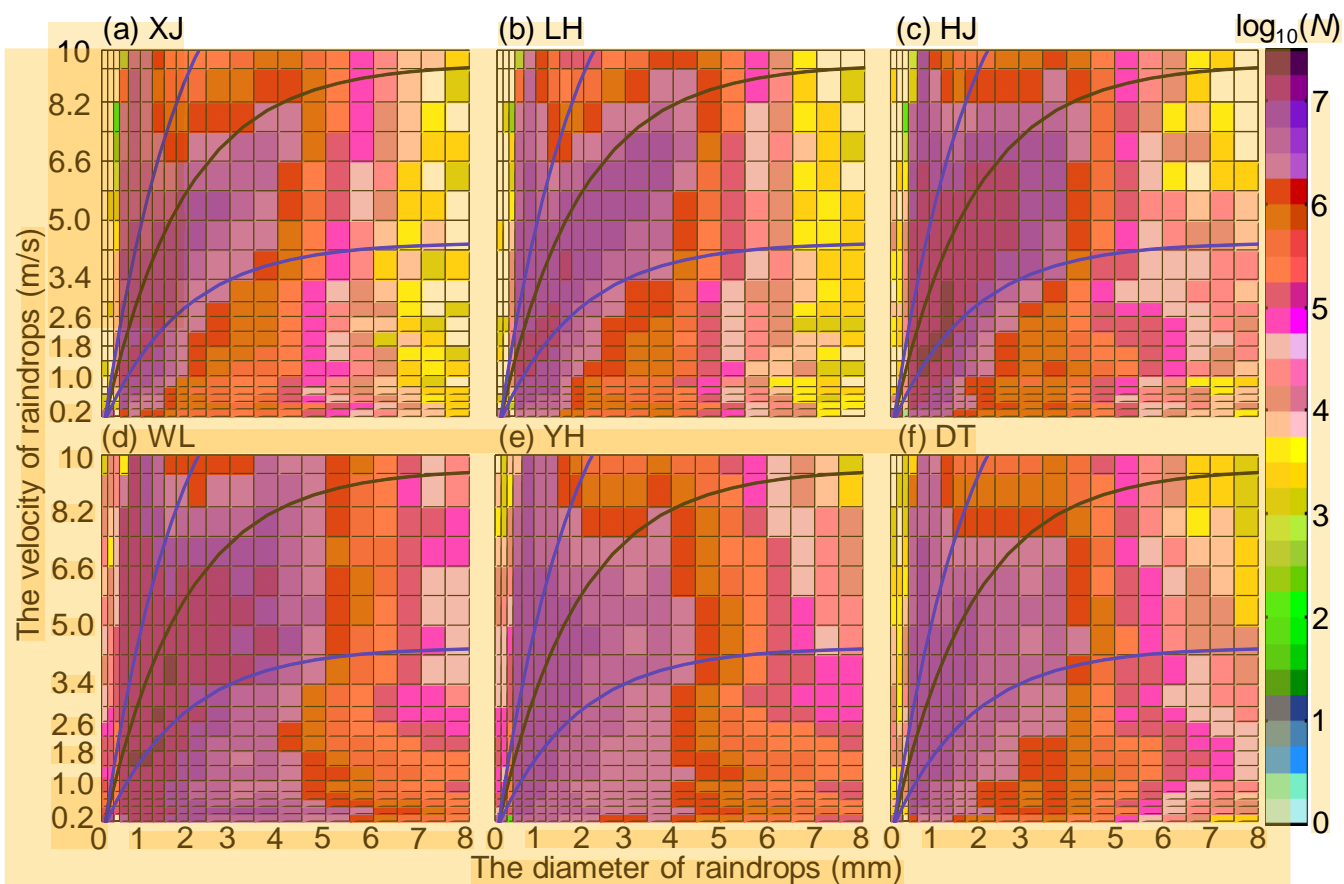 (a) XJ
(b) LH
(c) HJ
log10(N)
10
8.2
6.6
5.0
3.4
2.6
1.8
1.0
0.2
7
6
5
4
3
2
1
0
The velocity of raindrops (m/s)
(d) WL
(e) YH
(f) DT
10
8.2
6.6
5.0
3.4
2.6
1.8
1.0
0.2
0 1 2 3 4 5 6 7 8
0 1 2 3 4 5 6 7 8
0 1 2 3 4 5 6 7 8
The diameter of raindrops (mm)